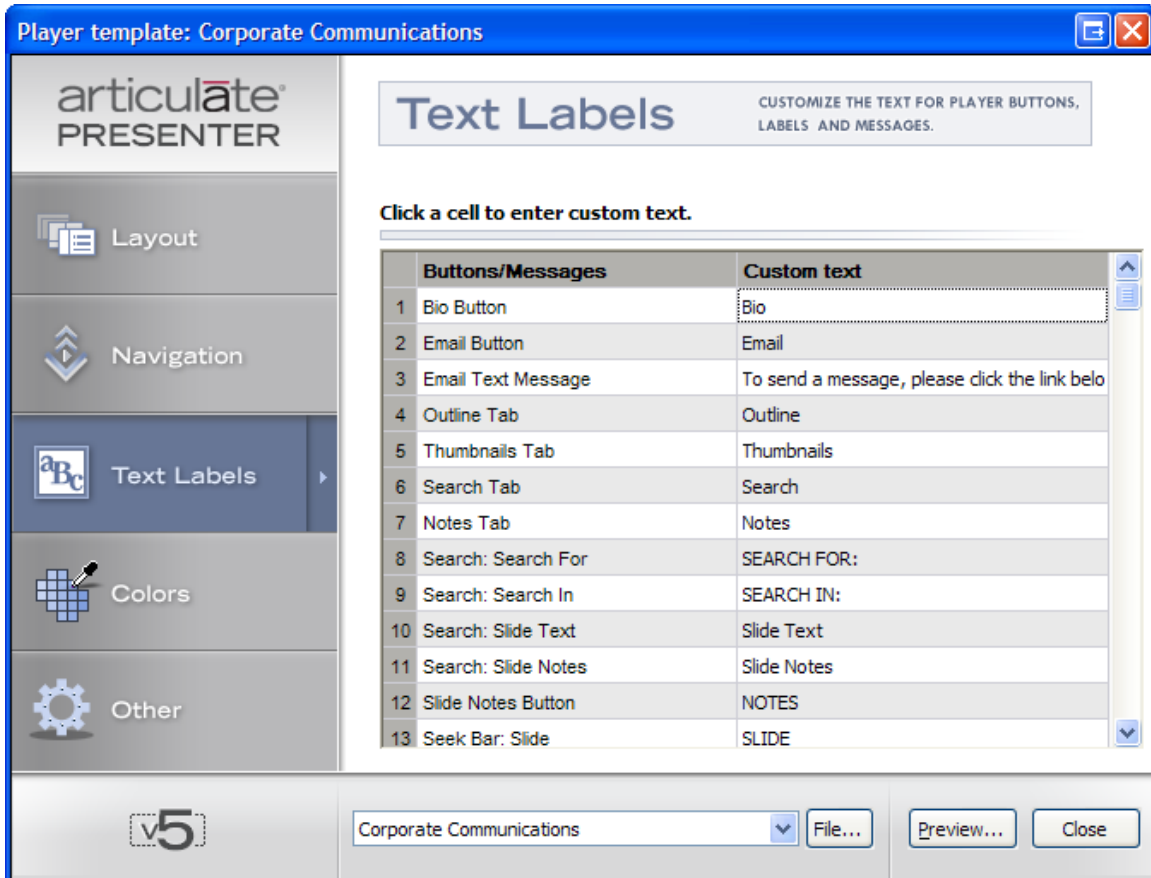 Player template: Corporate Communications
articulāte®
PRESENTER
Layout
Navigation
aBc
Text Labels
Colors
Other
Text Labels
CUSTOMIZE THE TEXT FOR PLAYER BUTTONS,
LABELS AND MESSAGES.
Click a cell to enter custom text.
Buttons/Messages Custom text
1 Bio Button Bio
2 Email Button Email
3 Email Text Message To send a message, please click the link belo
4 Outline Tab Outline
5 Thumbnails Tab Thumbnails
6 Search Tab Search
7 Notes Tab Notes
8 Search: Search For SEARCH FOR:
9 Search: Search In SEARCH IN:
10 Search: Slide Text Slide Text
11 Search: Slide Notes Slide Notes
12 Slide Notes Button NOTES
13 Seek Bar: Slide SLIDE
v5
Corporate Communications File... Preview... Close